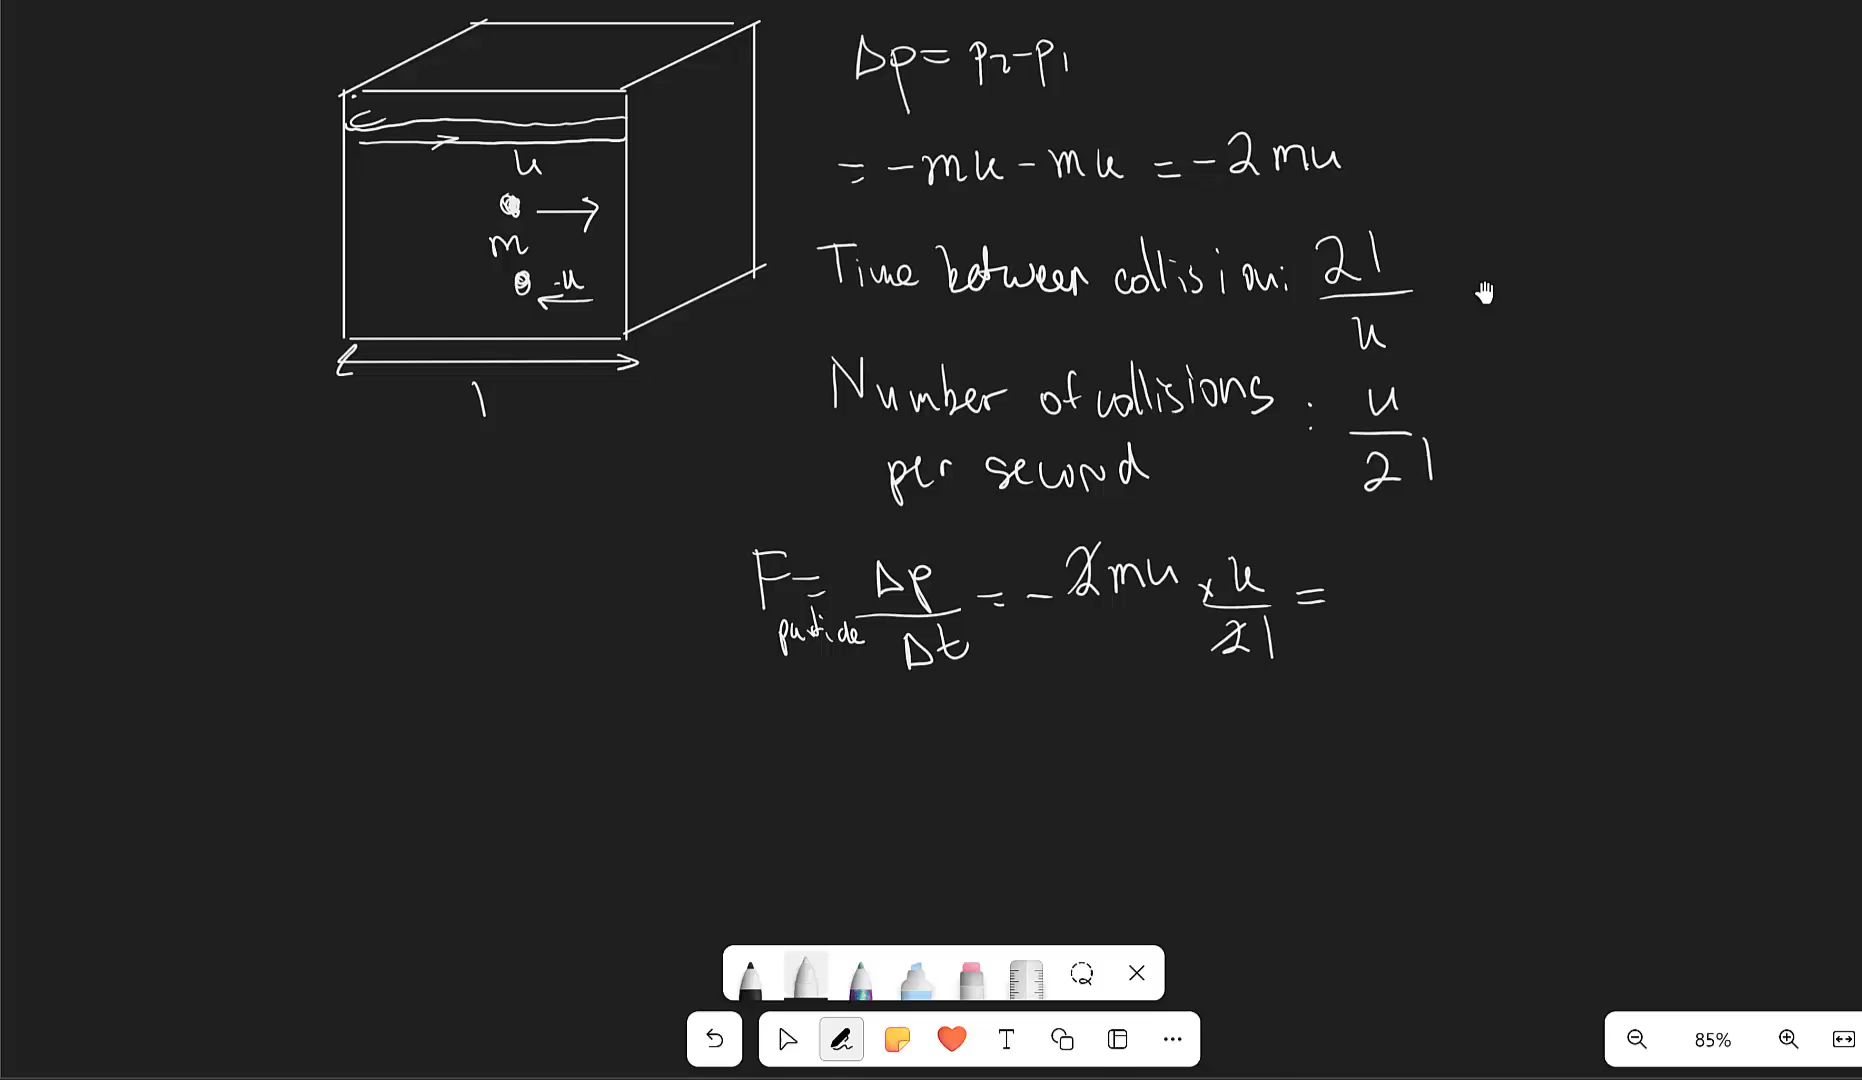 Δp = p₂ - p₁
= -mu - mu = -2mu
u
m
-u
l
Time between collision: 2l/u
Number of collisions per second : u/2l
F particle = Δp/Δt = -2mu × u/2l =
85%